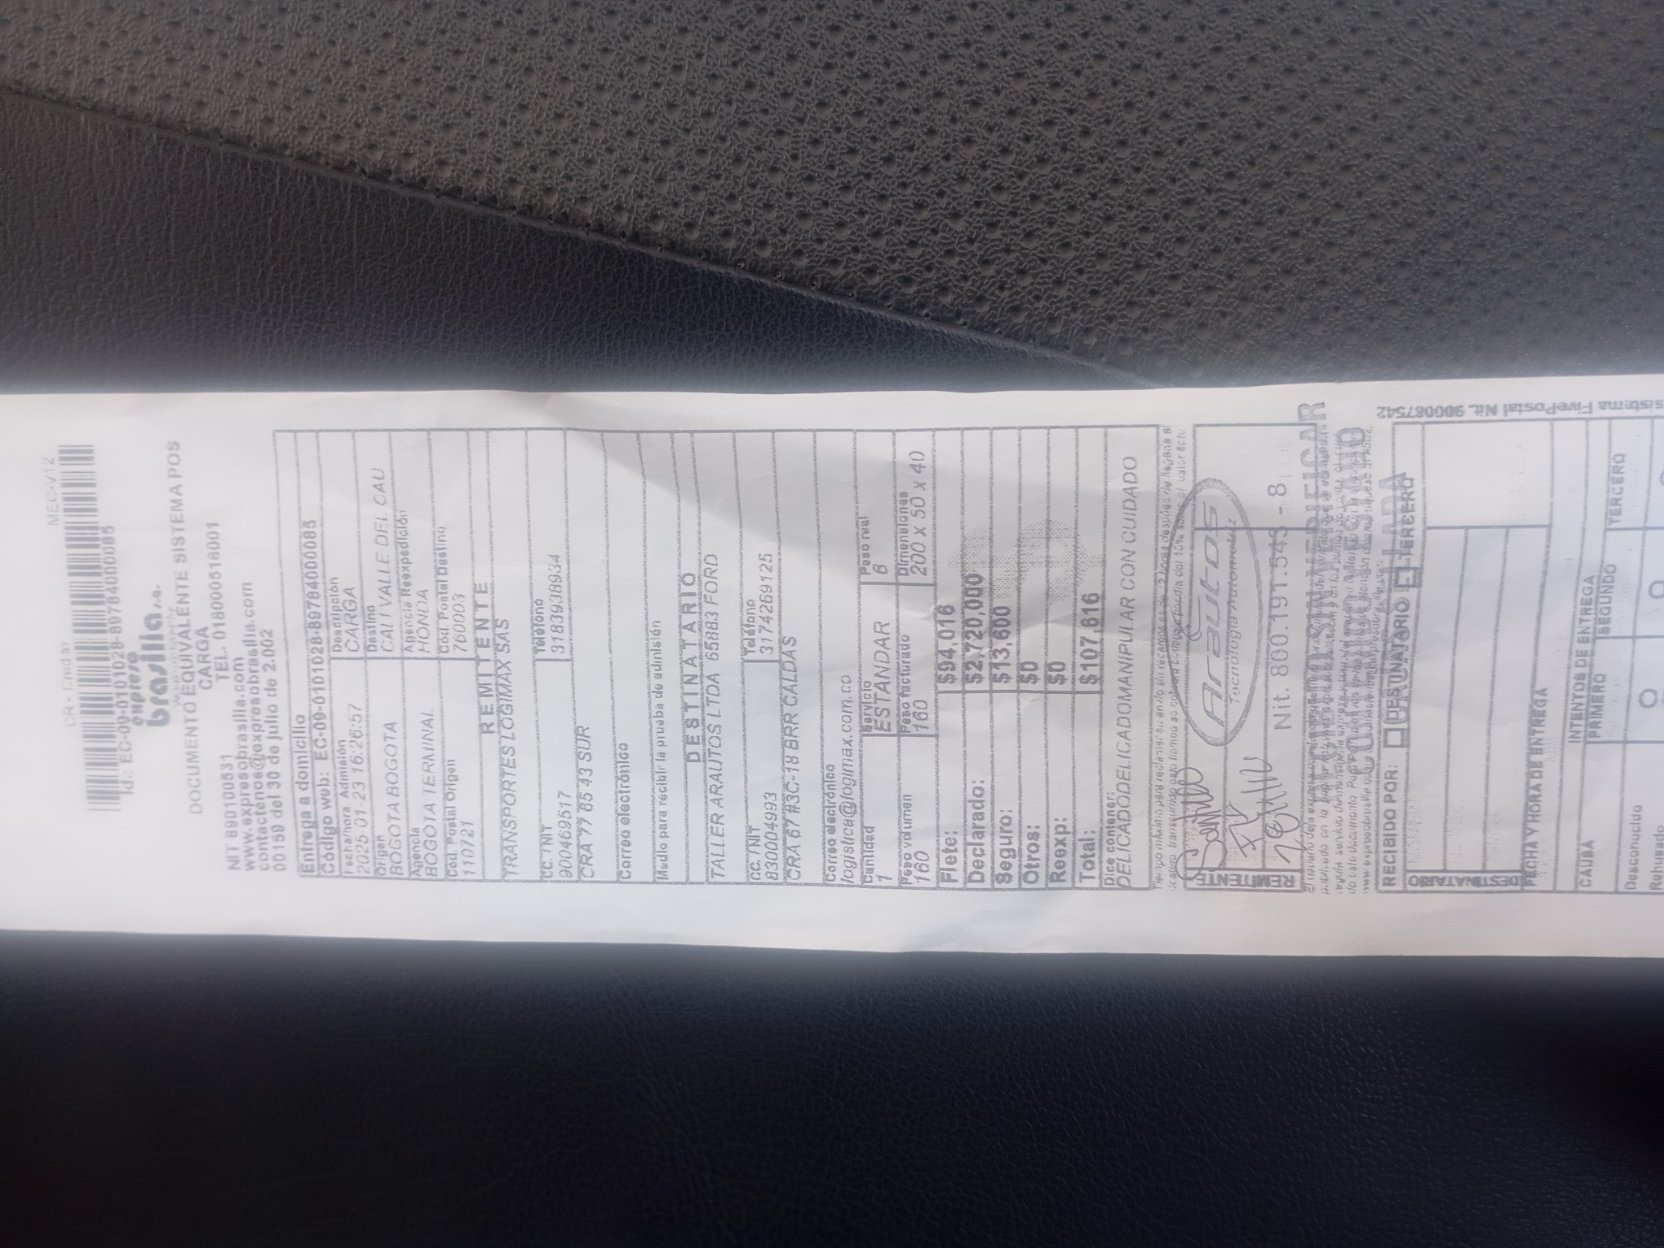 CR - Cnd to MEC-V12
Id.: EC-09-0101028-8978400085
expreso
brasilia s.a.
DOCUMENTO EQUIVALENTE SISTEMA POS
CARGA
NIT 890100531 TEL. 018000518001
www.expresobrasilia.com
contactenos@expresobrasilia.com
00159 del 30 de julio de 2.002
Entrega a domicilio
Código web: EC-09-0101028-8978400085
Fecha/hora Admisión Descripción
2025-01-23 16:26:57 CARGA
Origen Destino
BOGOTA BOGOTA CALI VALLE DEL CAU
Agencia Agencia Reexpedición
BOGOTA TERMINAL HONDA
Cod. Postal Origen Cod. Postal Destino
110721 760003
REMITENTE
TRANSPORTES LOGIMAX SAS
CC. / NIT Teléfono
900469517 3183938934
CRA 77 65 43 SUR
Correo electrónico
Medio para recibir la prueba de admisión
DESTINATARIO
TALLER ARAUTOS LTDA 65883 FORD
CC. / NIT Teléfono
830004993 3174269125
CRA 67 #3C-18 BRR CALDAS
Correo electrónico
logistica@logimax.com.co
Cantidad Servicio Peso real
1 ESTANDAR 8
Peso volumen Peso facturado Dimensiones
160 160 200 x 50 x 40
Flete: $94,016
Declarado: $2,720,000
Seguro: $13,600
Otros: $0
Reexp: $0
Total: $107,616
Dice contener:
DELICADODELICADOMANIPULAR CON CUIDADO
REMITENTE
Arautos
Tecnología Automotriz
Nit. 800.191.543 - 8
RECIBIDO POR: DESTINATARIO TERCERO
DESTINATARIO
FECHA Y HORA DE ENTREGA
INTENTOS DE ENTREGA
CAUSA PRIMERO SEGUNDO TERCERO
Desconocido
Rehusado
sistema FivePostal Nit. 900087542